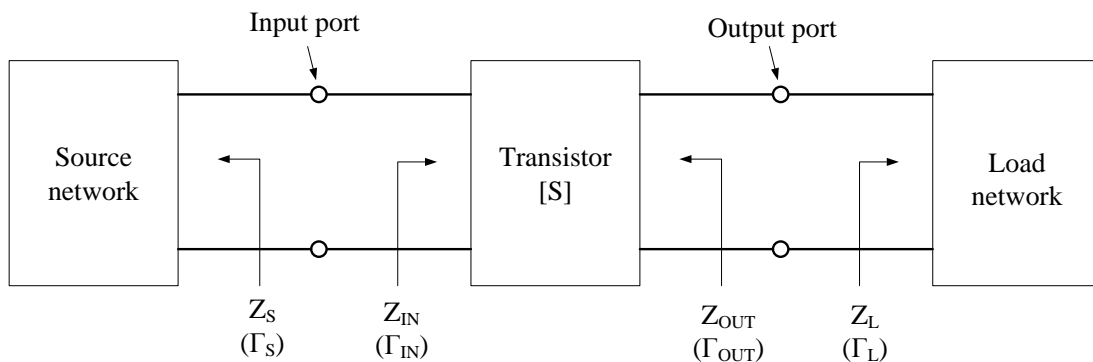 Input port
Output port
Source
network
Transistor
[S]
Load
network
Z_S
(Γ_S)
Z_IN
(Γ_IN)
Z_OUT
(Γ_OUT)
Z_L
(Γ_L)